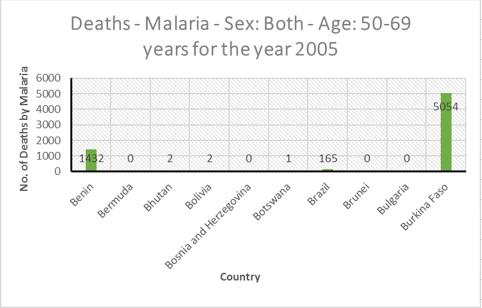 Deaths - Malaria - Sex: Both - Age: 50-69
years for the year 2005
No. of Deaths by Malaria
6000
5000
4000
3000
2000
1000
0
1432
0
2
2
0
1
165
0
0
5054
Benin
Bermuda
Bhutan
Bolivia
Bosnia and Herzegovina
Botswana
Brazil
Brunei
Bulgaria
Burkina Faso
Country